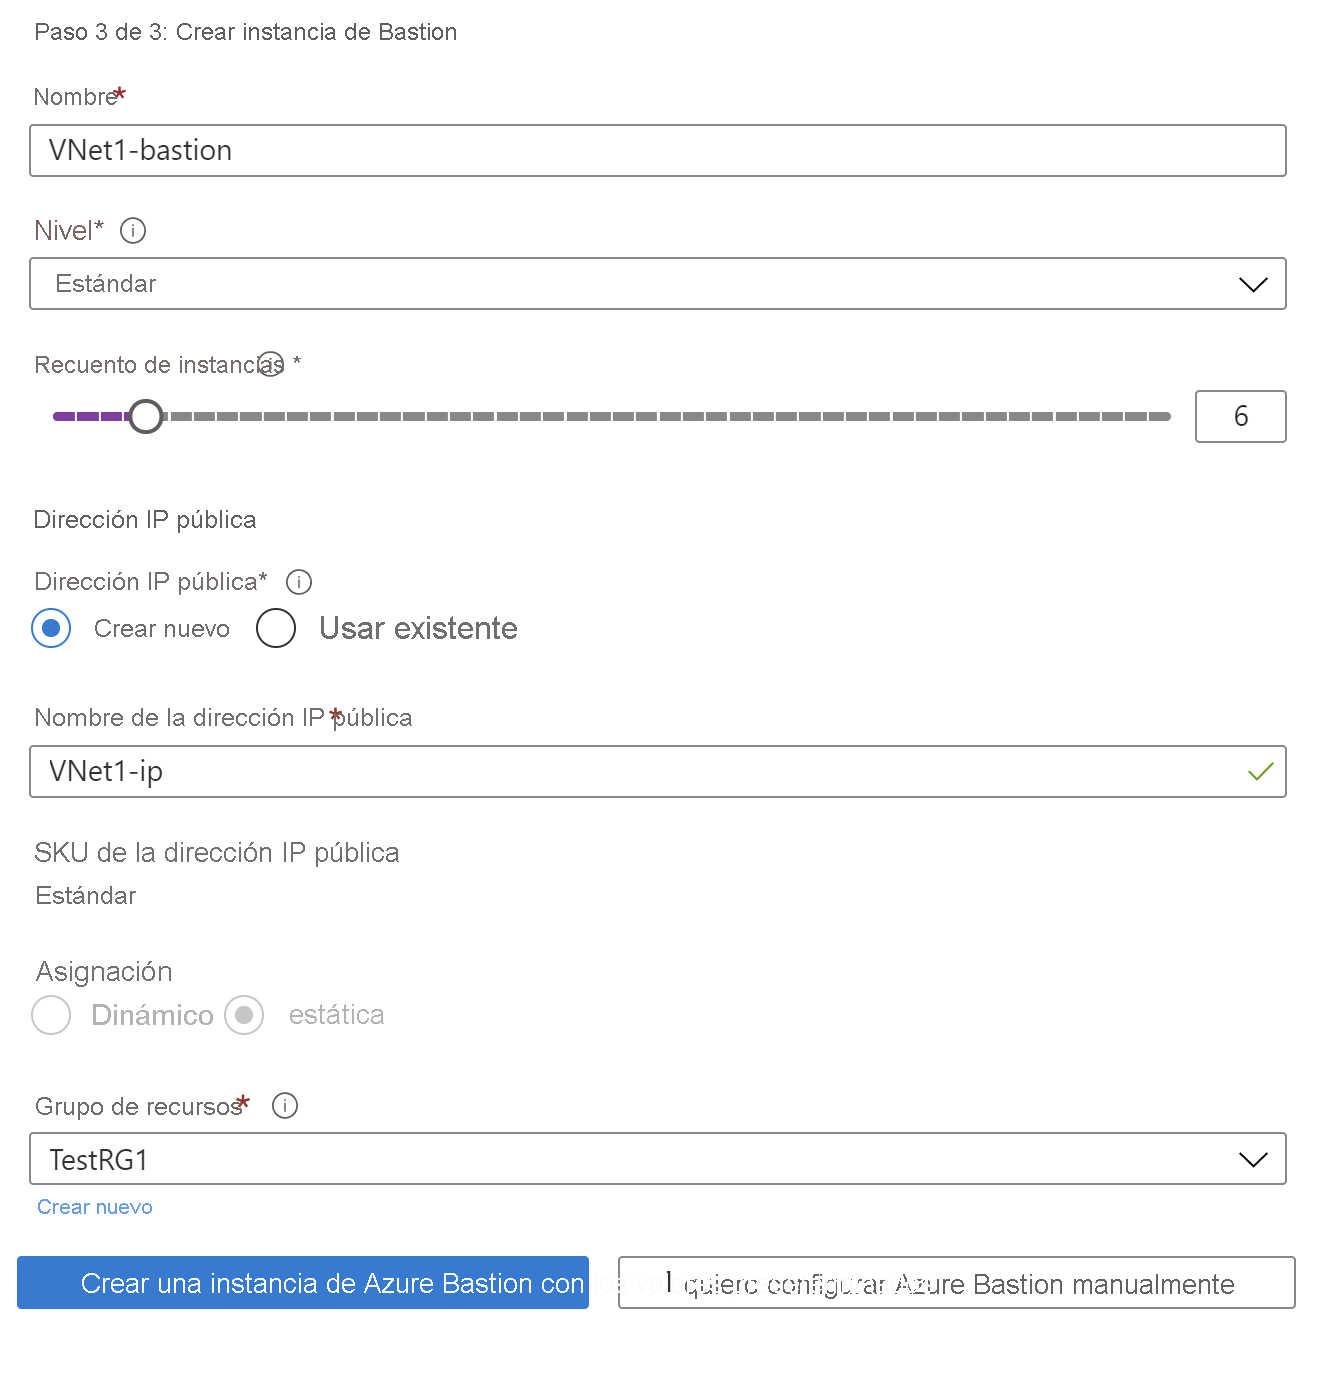 Paso 3 de 3: Crear instancia de Bastion
Nombre*
VNet1-bastion
Nivel*
Estándar
Recuento de instancias *
6
Dirección IP pública
Dirección IP pública*
Crear nuevo Usar existente
Nombre de la dirección IP pública*
VNet1-ip
SKU de la dirección IP pública
Estándar
Asignación
Dinámico estática
Grupo de recursos*
TestRG1
Crear nuevo
Crear una instancia de Azure Bastion con los
quiero configurar Azure Bastion manualmente